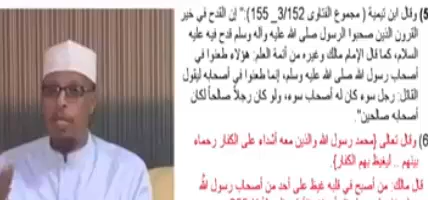 5) وقال ابن تيمية ( مجموع الفتاوى 3/152_ 155):" إن القدح في خير
القرون الذين صحبوا الرسول صلى الله عليه وآله وسلم قدح فيه عليه
السلام، كما قال الإمام مالك وغيره من أئمة العلم: هؤلاء طعنوا في
أصحاب رسول الله صلى الله عليه وسلم، إنما طعنوا في أصحابه ليقول
القائل: رجل سوء كان له أصحاب سوء، ولو كان رجلاً صالحاً لكان
أصحابه صالحين".
6) وقال تعالى {محمد رسول الله والذين معه أشداء على الكفار رحماء
بينهم .. ليغيظ بهم الكفار}.
قال مالك: من أصبح في قلبه غيظ على أحد من أصحاب رسول الله